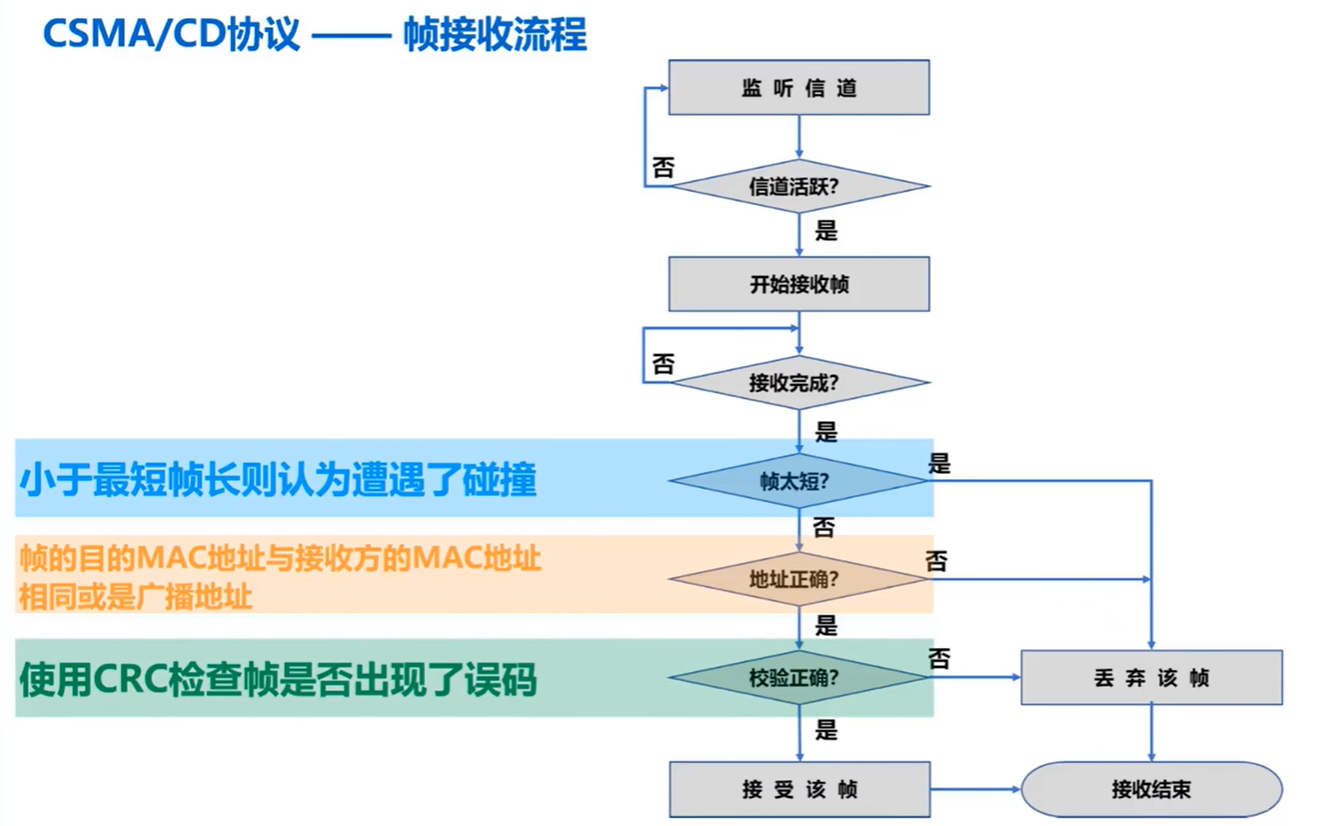 CSMA/CD协议 —— 帧接收流程
监 听 信 道
否
信道活跃?
是
开始接收帧
否
接收完成?
是
小于最短帧长则认为遭遇了碰撞
帧太短?
是
否
帧的目的MAC地址与接收方的MAC地址
相同或是广播地址
地址正确?
否
是
使用CRC检查帧是否出现了误码
校验正确?
否
丢 弃 该 帧
是
接 受 该 帧
接收结束